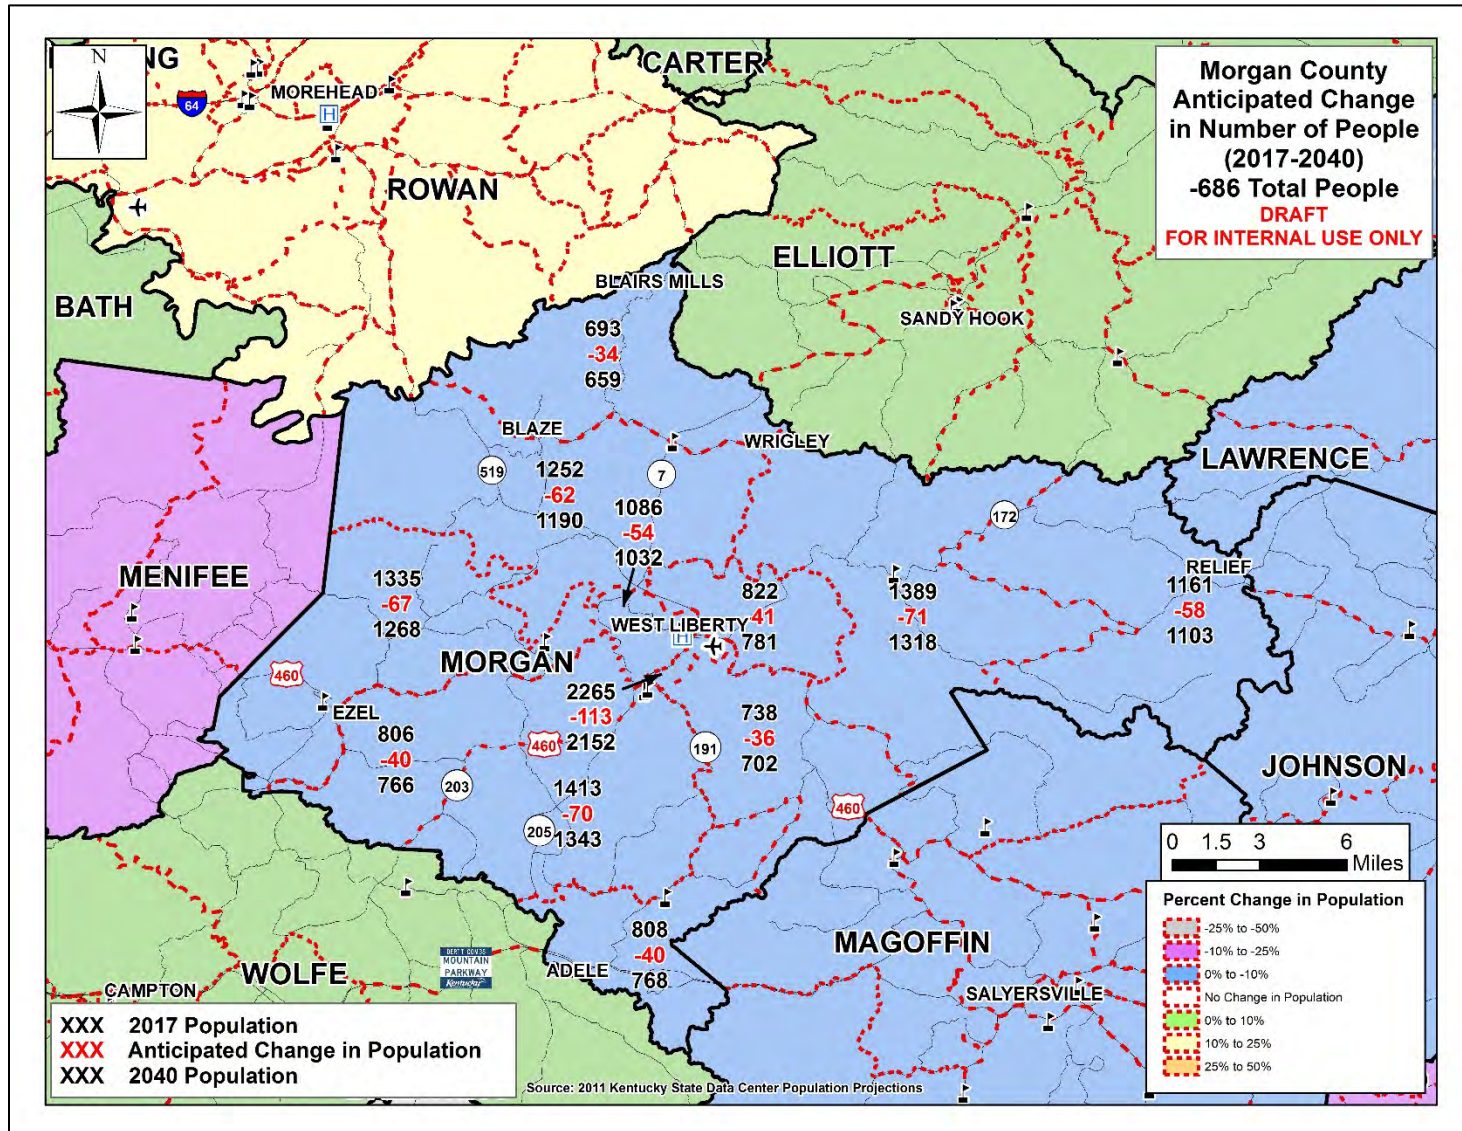 N
NG
64
MOREHEAD
CARTER
ROWAN
BATH
ELLIOTT
SANDY HOOK
Morgan County
Anticipated Change
in Number of People
(2017-2040)
-686 Total People
DRAFT
FOR INTERNAL USE ONLY
BLAIRS MILLS
693
-34
659
BLAZE
WRIGLEY
LAWRENCE
519
1252
-62
1190
7
1086
-54
1032
172
MENIFEE
1335
-67
1268
822
-41
781
1389
-71
1318
RELIEF
1161
-58
1103
WEST LIBERTY
H
H
MORGAN
460
EZEL
806
-40
766
2265
-113
2152
460
191
738
-36
702
203
1413
-70
1343
205
460
JOHNSON
0 1.5 3 6
Miles
808
-40
768
ADELE
MAGOFFIN
SALYERSVILLE
WOLFE
CAMPTON
MOUNTAIN
PARKWAY
Kentucky
Percent Change in Population
-25% to -50%
-10% to -25%
0% to -10%
No Change in Population
0% to 10%
10% to 25%
25% to 50%
XXX 2017 Population
XXX Anticipated Change in Population
XXX 2040 Population
Source: 2011 Kentucky State Data Center Population Projections